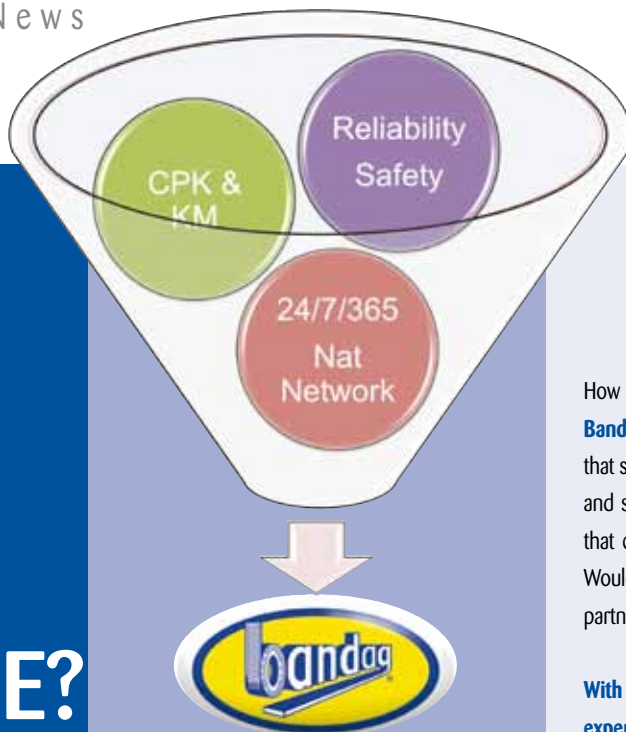 News
Reliability
Safety
CPK &
KM
24/7/365
Nat
Network
bandag
E?
How
Band
that s
and s
that
Would
partn
With
exper